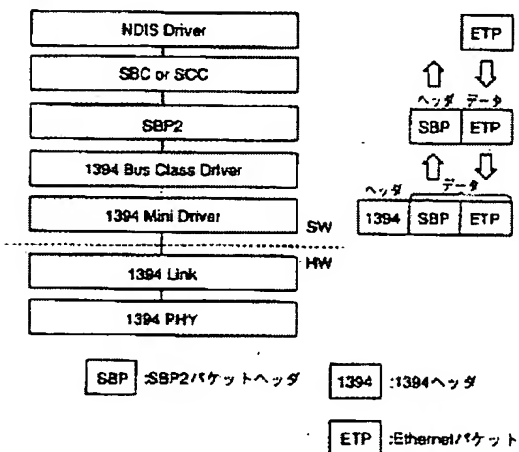 NDIS Driver
SBC or SCC
SBP2
1394 Bus Class Driver
1394 Mini Driver
SW
HW
1394 Link
1394 PHY
ETP
ヘッダ データ
SBP ETP
データ
ヘッダ
1394 SBP ETP
SBP :SBP2パケットヘッダ
1394 :1394ヘッダ
ETP :Ethernetパケット